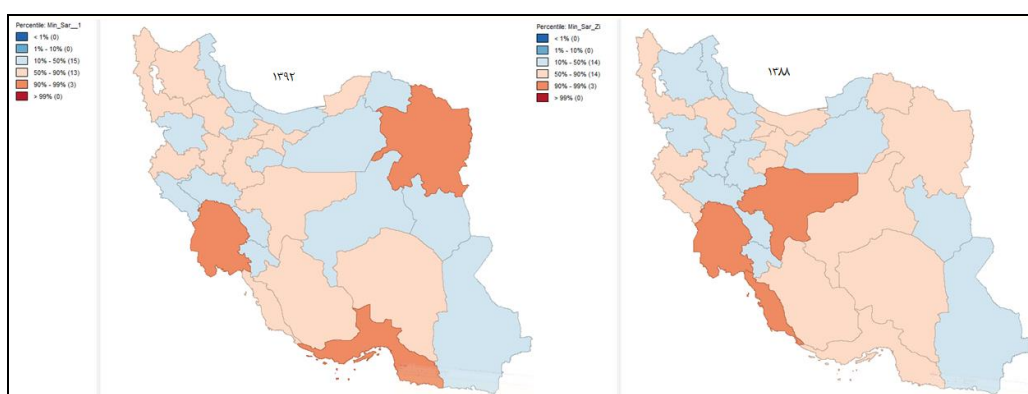 Percentile: Min_Sar__1
< 1% (0)
1% - 10% (0)
10% - 50% (15)
50% - 90% (13)
90% - 99% (3)
> 99% (0)
۱۳۹۲
Percentile: Min_Sar_Zi
< 1% (0)
1% - 10% (0)
10% - 50% (14)
50% - 90% (14)
90% - 99% (3)
> 99% (0)
۱۳۸۸